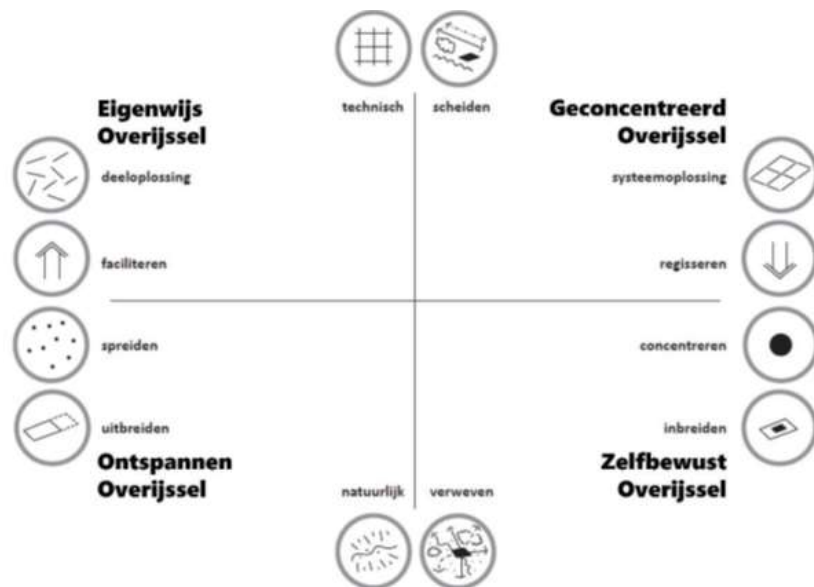 technisch
scheiden
Eigenwijs
Overijssel
Geconcentreerd
Overijssel
deeloplossing
systeemoplossing
faciliteren
regisseren
spreiden
concentreren
uitbreiden
inbreiden
Ontspannen
Overijssel
Zelfbewust
Overijssel
natuurlijk
verweven